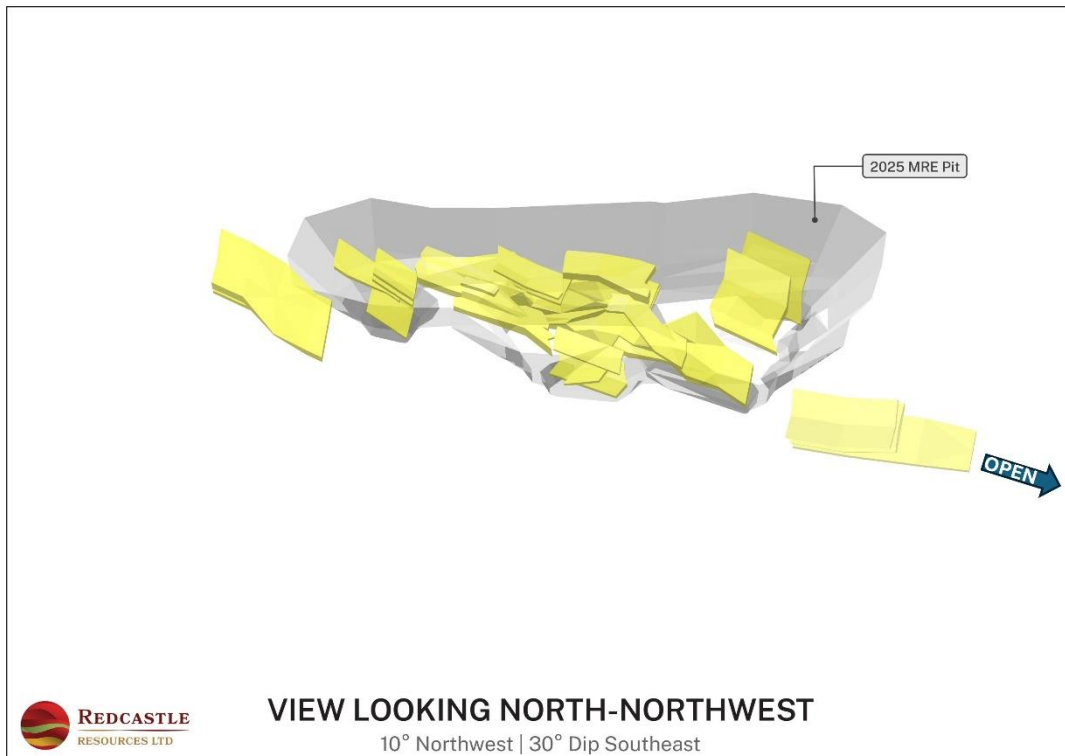 2025 MRE Pit
OPEN
VIEW LOOKING NORTH-NORTHWEST
10° Northwest | 30° Dip Southeast
REDCASTLE
RESOURCES LTD